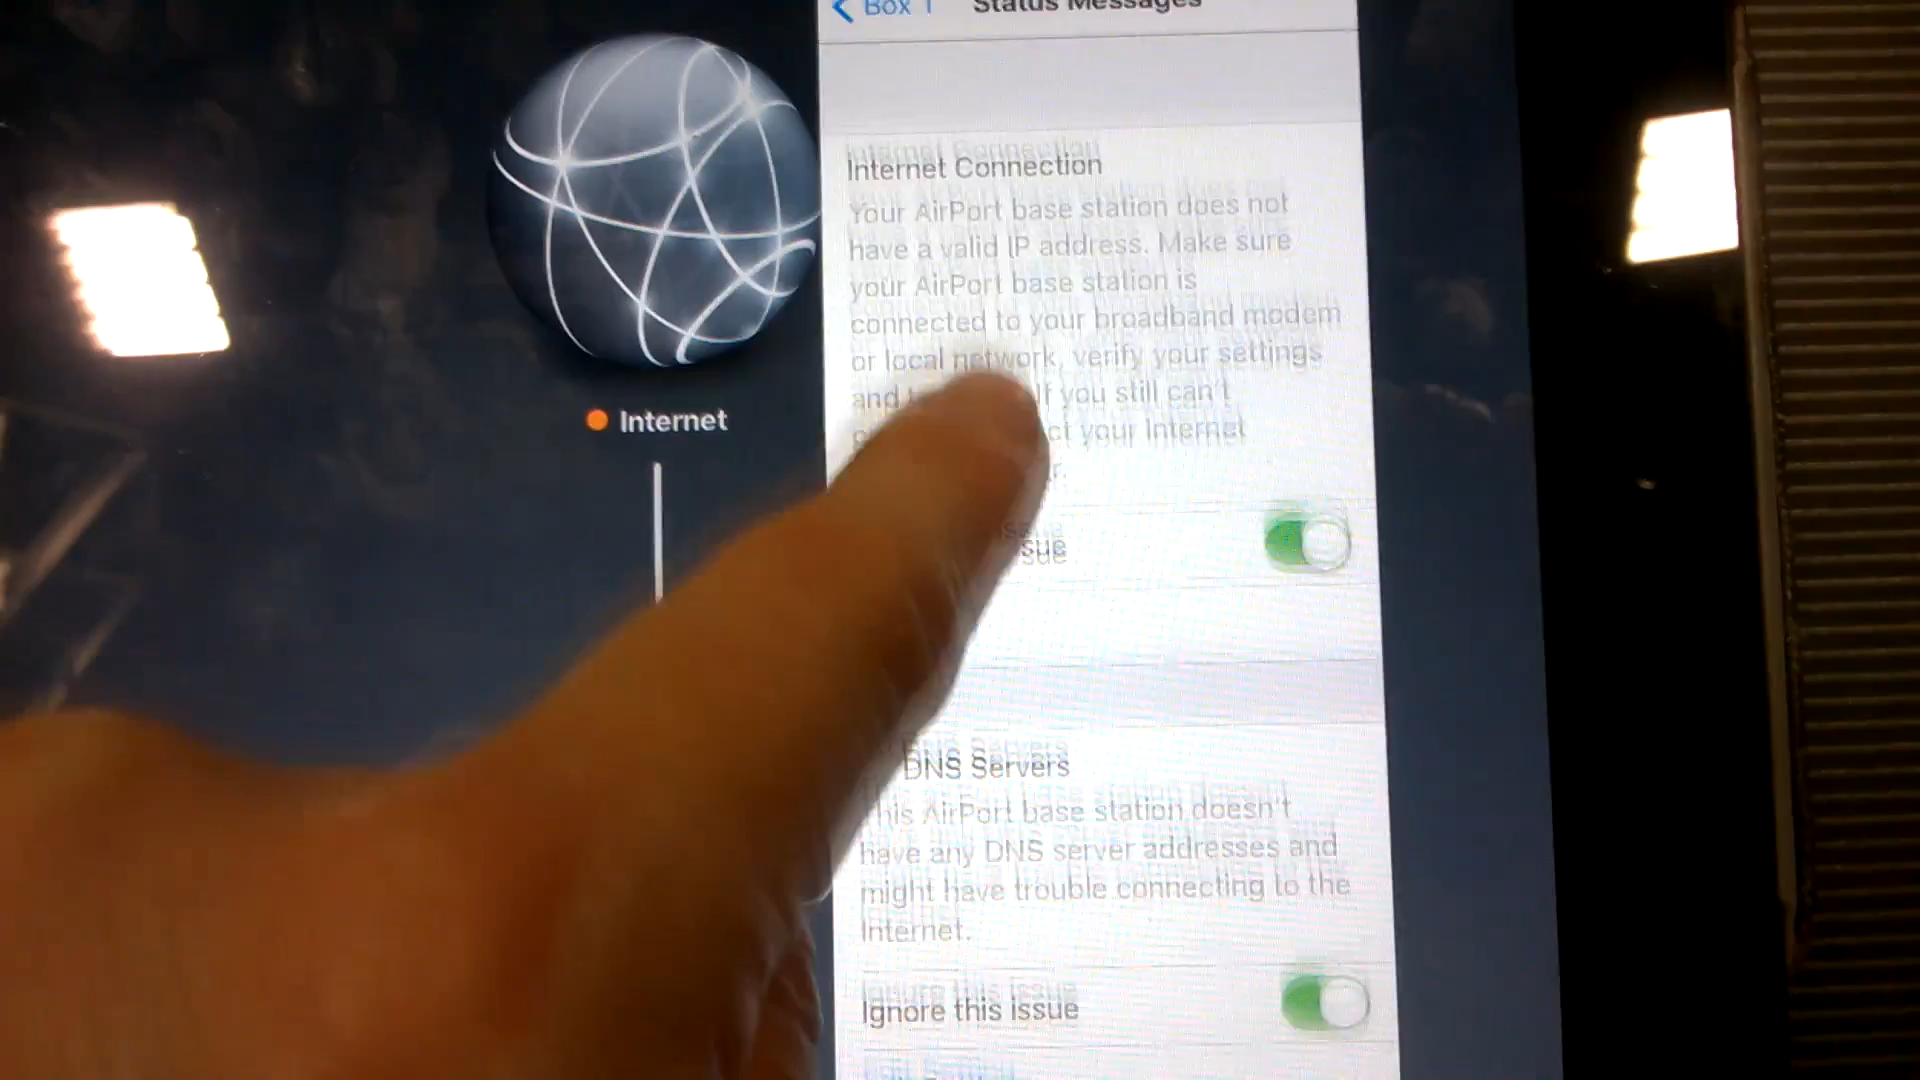 Box 1 Status Messages
Internet Connection
Your AirPort base station does not
have a valid IP address. Make sure
your AirPort base station is
connected to your broadband modem
or local network, verify your settings
and If you still can't
your Internet
Internet
DNS Servers
This AirPort base station doesn't
have any DNS server addresses and
might have trouble connecting to the
Internet.
Ignore this issue